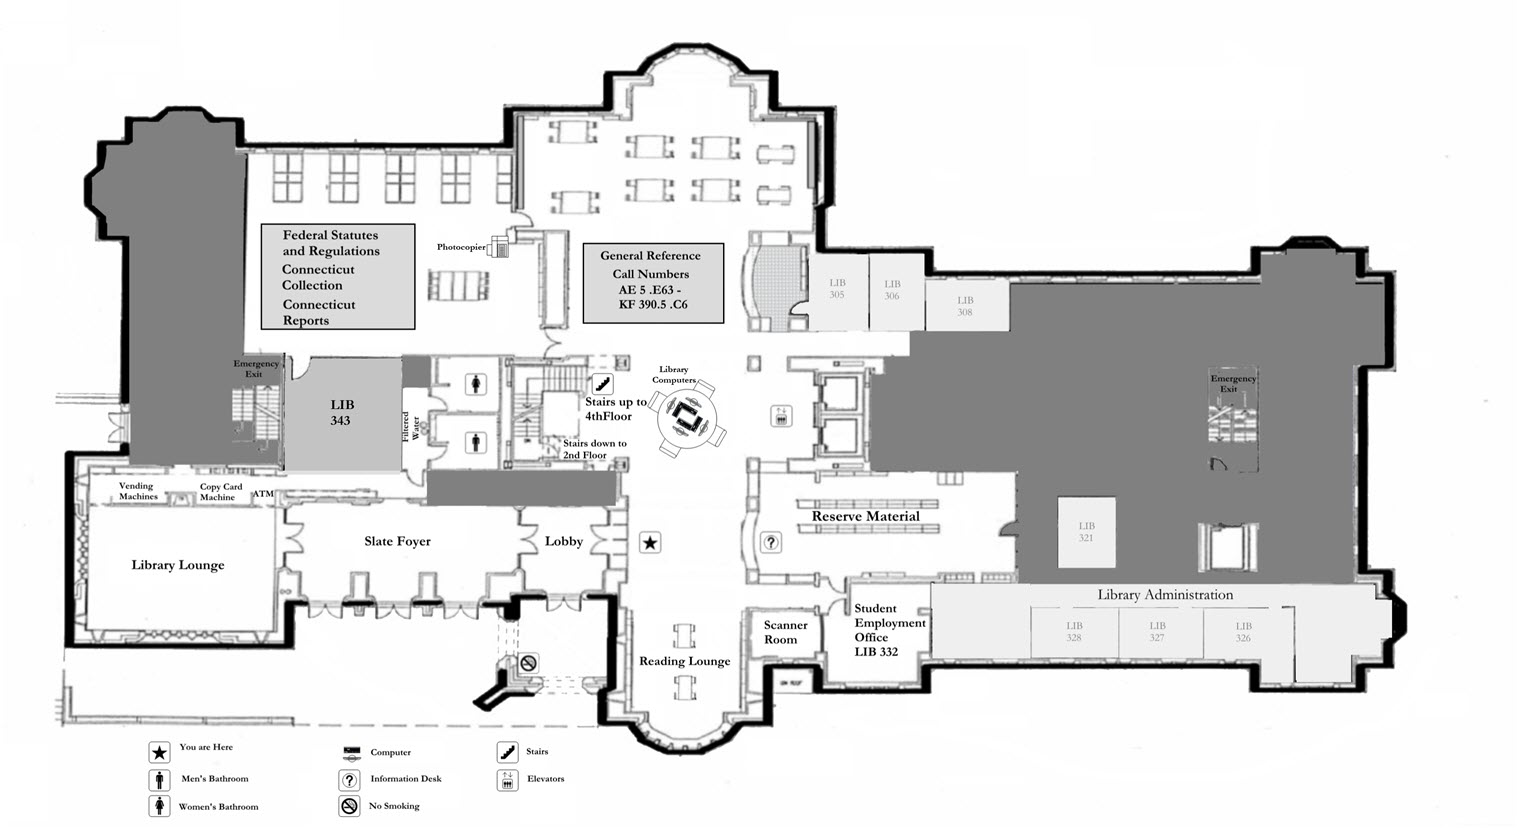 Federal Statutes
and Regulations
Connecticut
Collection
Connecticut
Reports
Photocopier
General Reference
Call Numbers
AE 5 .E63 -
KF 390.5 .C6
LIB
305
LIB
306
LIB
308
Emergency
Exit
LIB
343
Filtered
Water
Stairs up to
4thFloor
Stairs down to
2nd Floor
Library
Computers
Emergency
Exit
Vending
Machines
Copy Card
Machine
ATM
Library Lounge
Slate Foyer
Lobby
Reserve Material
LIB
321
Library Administration
LIB
328
LIB
327
LIB
326
Student
Employment
Office
LIB 332
Scanner
Room
Reading Lounge
You are Here
Men's Bathroom
Women's Bathroom
Computer
Information Desk
No Smoking
Stairs
Elevators